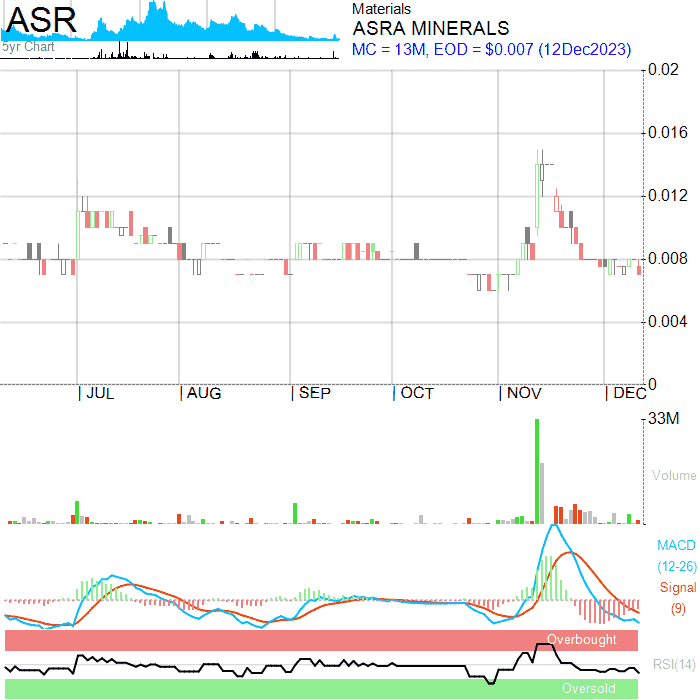 ASR
5yr Chart
Materials
ASRA MINERALS
MC = 13M, EOD = $0.007 (12Dec2023)
0.02
0.016
0.012
0.008
0.004
0
JUL AUG SEP OCT NOV DEC
33M
Volume
MACD
(12-26)
Signal
(9)
Overbought
RSI(14)
Oversold